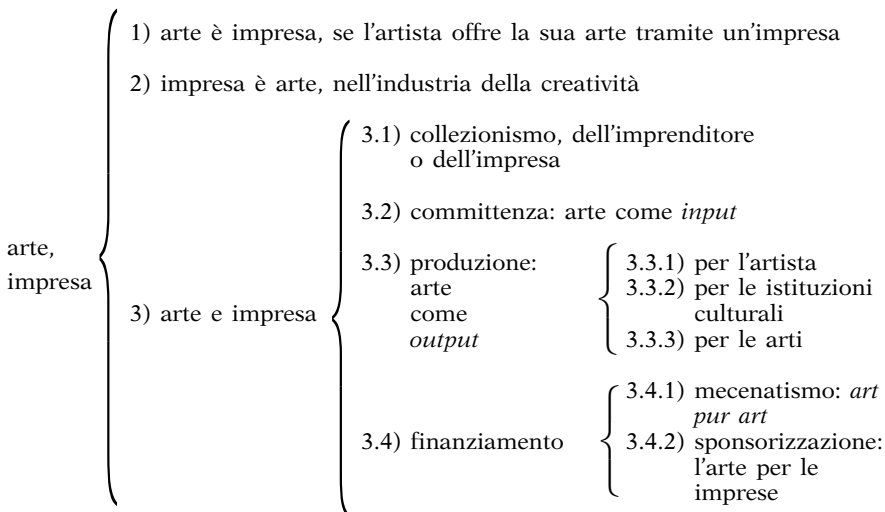 1) arte è impresa, se l'artista offre la sua arte tramite un'impresa
2) impresa è arte, nell'industria della creatività
arte,
impresa
3) arte e impresa
3.1) collezionismo, dell'imprenditore
o dell'impresa
3.2) committenza: arte come input
3.3) produzione:
arte
come
output
3.3.1) per l'artista
3.3.2) per le istituzioni
culturali
3.3.3) per le arti
3.4) finanziamento
3.4.1) mecenatismo: art
pur art
3.4.2) sponsorizzazione:
l'arte per le
imprese